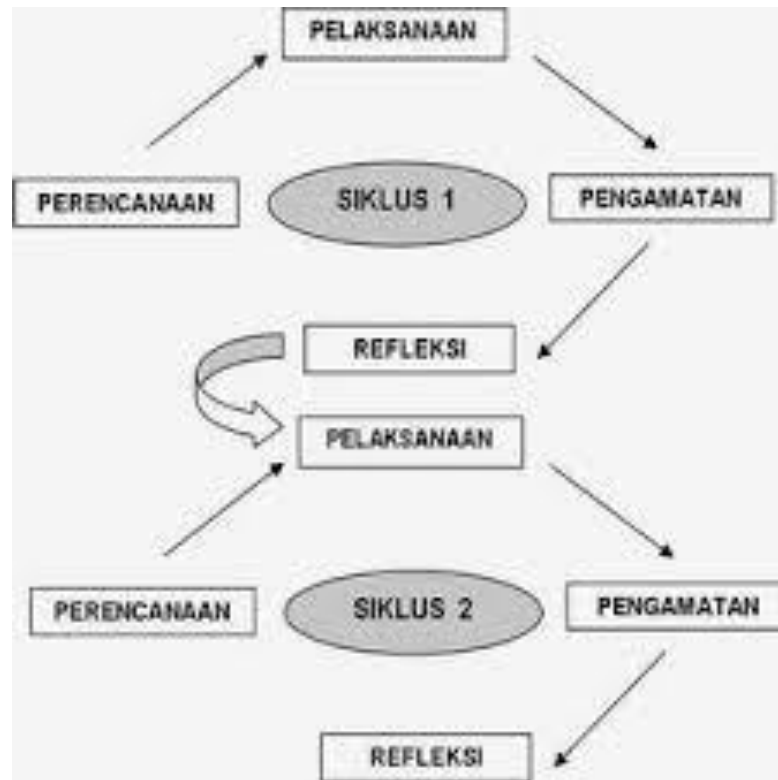 PELAKSANAAN
PERENCANAAN
SIKLUS 1
PENGAMATAN
REFLEKSI
PELAKSANAAN
PERENCANAAN
SIKLUS 2
PENGAMATAN
REFLEKSI